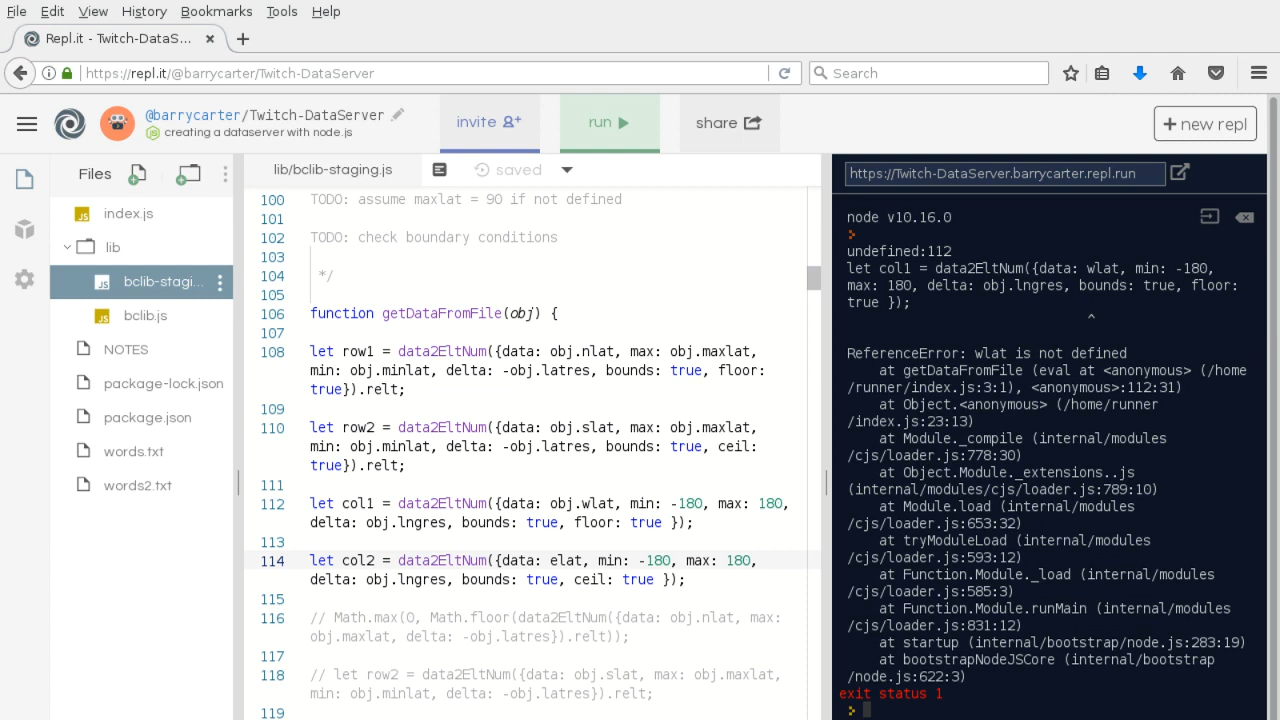 File Edit View History Bookmarks Tools Help
Repl.it - Twitch-DataS... × +
https://repl.it/@barrycarter/Twitch-DataServer Search
@barrycarter/Twitch-DataServer
creating a dataserver with node.js
invite run share + new repl
Files
index.js
lib
bclib-stagi...
bclib.js
NOTES
package-lock.json
package.json
words.txt
words2.txt
lib/bclib-staging.js saved
100 TODO: assume maxlat = 90 if not defined
101
102 TODO: check boundary conditions
103
104 */
105
106 function getDataFromFile(obj) {
107
108 let row1 = data2EltNum({data: obj.nlat, max: obj.maxlat,
min: obj.minlat, delta: -obj.latres, bounds: true, floor:
true}).relt;
109
110 let row2 = data2EltNum({data: obj.slat, max: obj.maxlat,
min: obj.minlat, delta: -obj.latres, bounds: true, ceil:
true}).relt;
111
112 let col1 = data2EltNum({data: obj.wlat, min: -180, max: 180,
delta: obj.lngres, bounds: true, floor: true });
113
114 let col2 = data2EltNum({data: elat, min: -180, max: 180,
delta: obj.lngres, bounds: true, ceil: true });
115
116 // Math.max(0, Math.floor(data2EltNum({data: obj.nlat, max:
obj.maxlat, delta: -obj.latres}).relt));
117
118 // let row2 = data2EltNum({data: obj.slat, max: obj.maxlat,
min: obj.minlat, delta: -obj.latres}).relt;
119
https://Twitch-DataServer.barrycarter.repl.run
node v10.16.0
undefined:112
let col1 = data2EltNum({data: wlat, min: -180,
max: 180, delta: obj.lngres, bounds: true, floor:
true });
^
ReferenceError: wlat is not defined
at getDataFromFile (eval at <anonymous> (/home
/runner/index.js:3:1), <anonymous>:112:31)
at Object.<anonymous> (/home/runner
/index.js:23:13)
at Module._compile (internal/modules
/cjs/loader.js:778:30)
at Object.Module._extensions..js
(internal/modules/cjs/loader.js:789:10)
at Module.load (internal/modules
/cjs/loader.js:653:32)
at tryModuleLoad (internal/modules
/cjs/loader.js:593:12)
at Function.Module._load (internal/modules
/cjs/loader.js:585:3)
at Function.Module.runMain (internal/modules
/cjs/loader.js:831:12)
at startup (internal/bootstrap/node.js:283:19)
at bootstrapNodeJSCore (internal/bootstrap
/node.js:622:3)
exit status 1